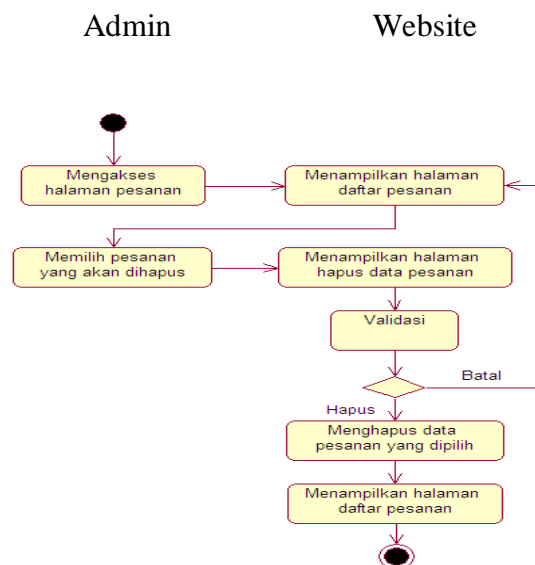 Admin Website
Mengakses
halaman pesanan
Menampilkan halaman
daftar pesanan
Memilih pesanan
yang akan dihapus
Menampilkan halaman
hapus data pesanan
Validasi
Batal
Hapus
Menghapus data
pesanan yang dipilih
Menampilkan halaman
daftar pesanan